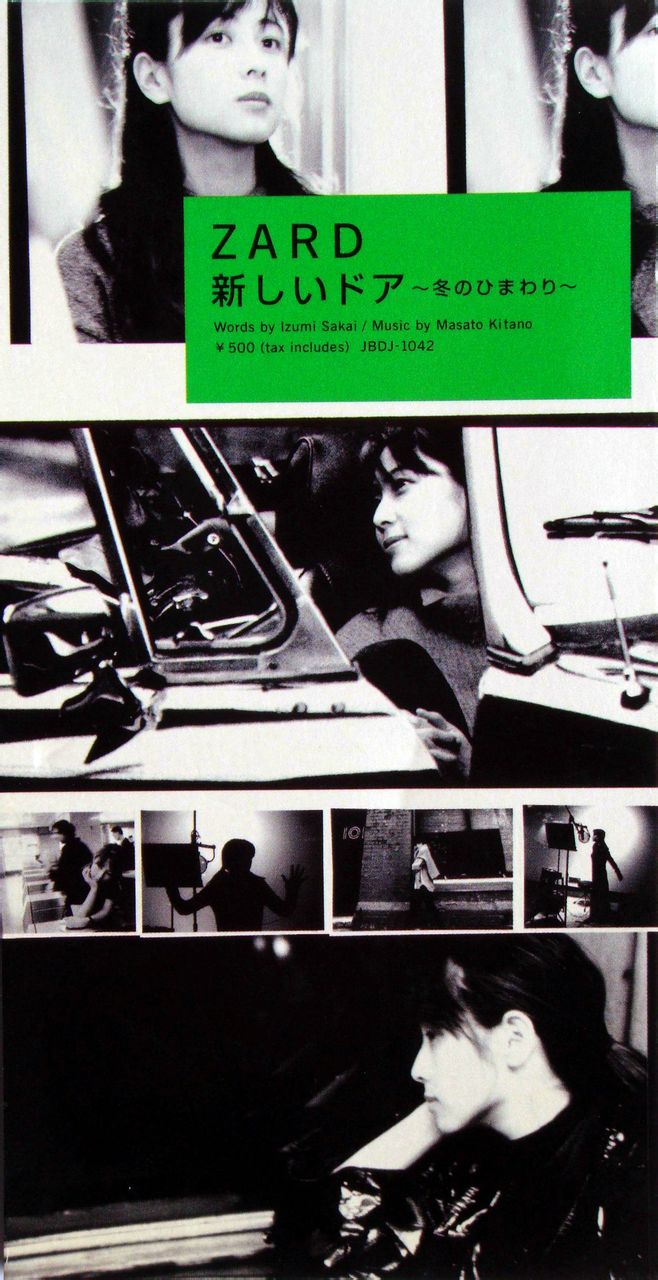 ZARD
新しいドア ～冬のひまわり～
Words by Izumi Sakai / Music by Masato Kitano
￥500 (tax includes) JBDJ-1042